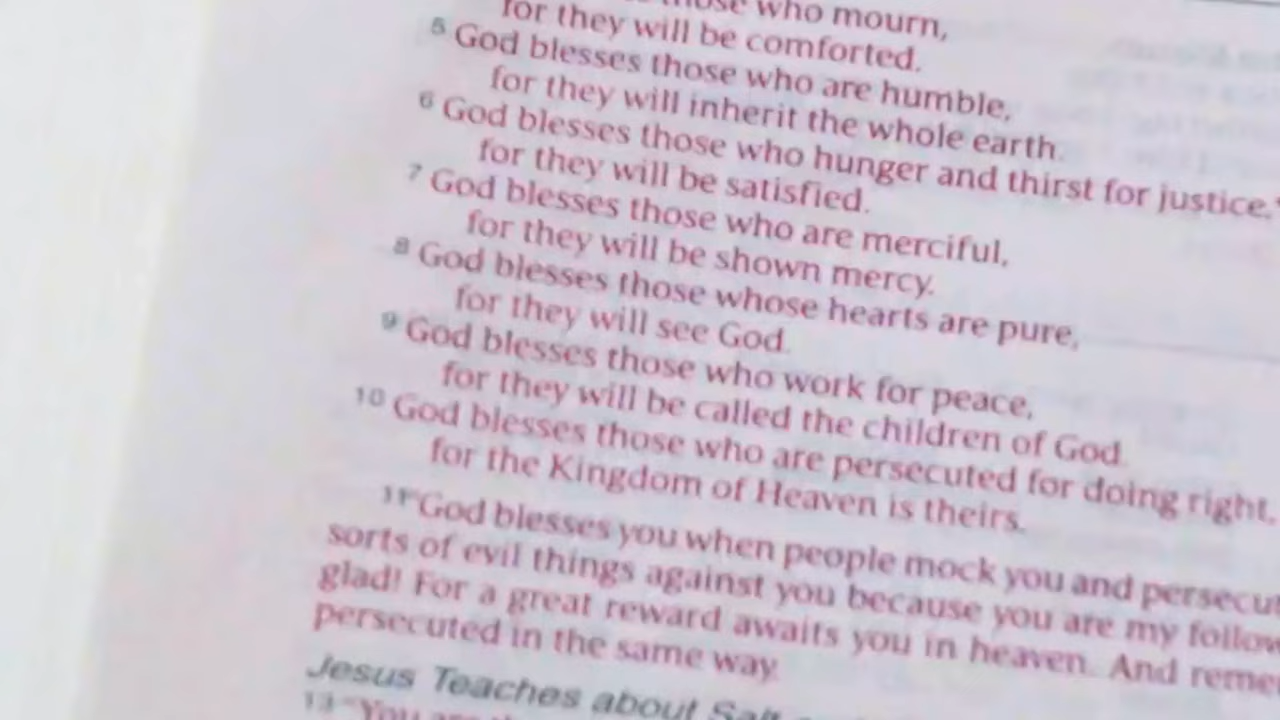 those who mourn,
for they will be comforted.
5 God blesses those who are humble,
for they will inherit the whole earth.
6 God blesses those who hunger and thirst for justice,*
for they will be satisfied.
7 God blesses those who are merciful,
for they will be shown mercy.
8 God blesses those whose hearts are pure,
for they will see God.
9 God blesses those who work for peace,
for they will be called the children of God.
10 God blesses those who are persecuted for doing right,
for the Kingdom of Heaven is theirs.
11 “God blesses you when people mock you and persecut
sorts of evil things against you because you are my follow
glad! For a great reward awaits you in heaven. And reme
persecuted in the same way.
Jesus Teaches about Salt
13 “You are the